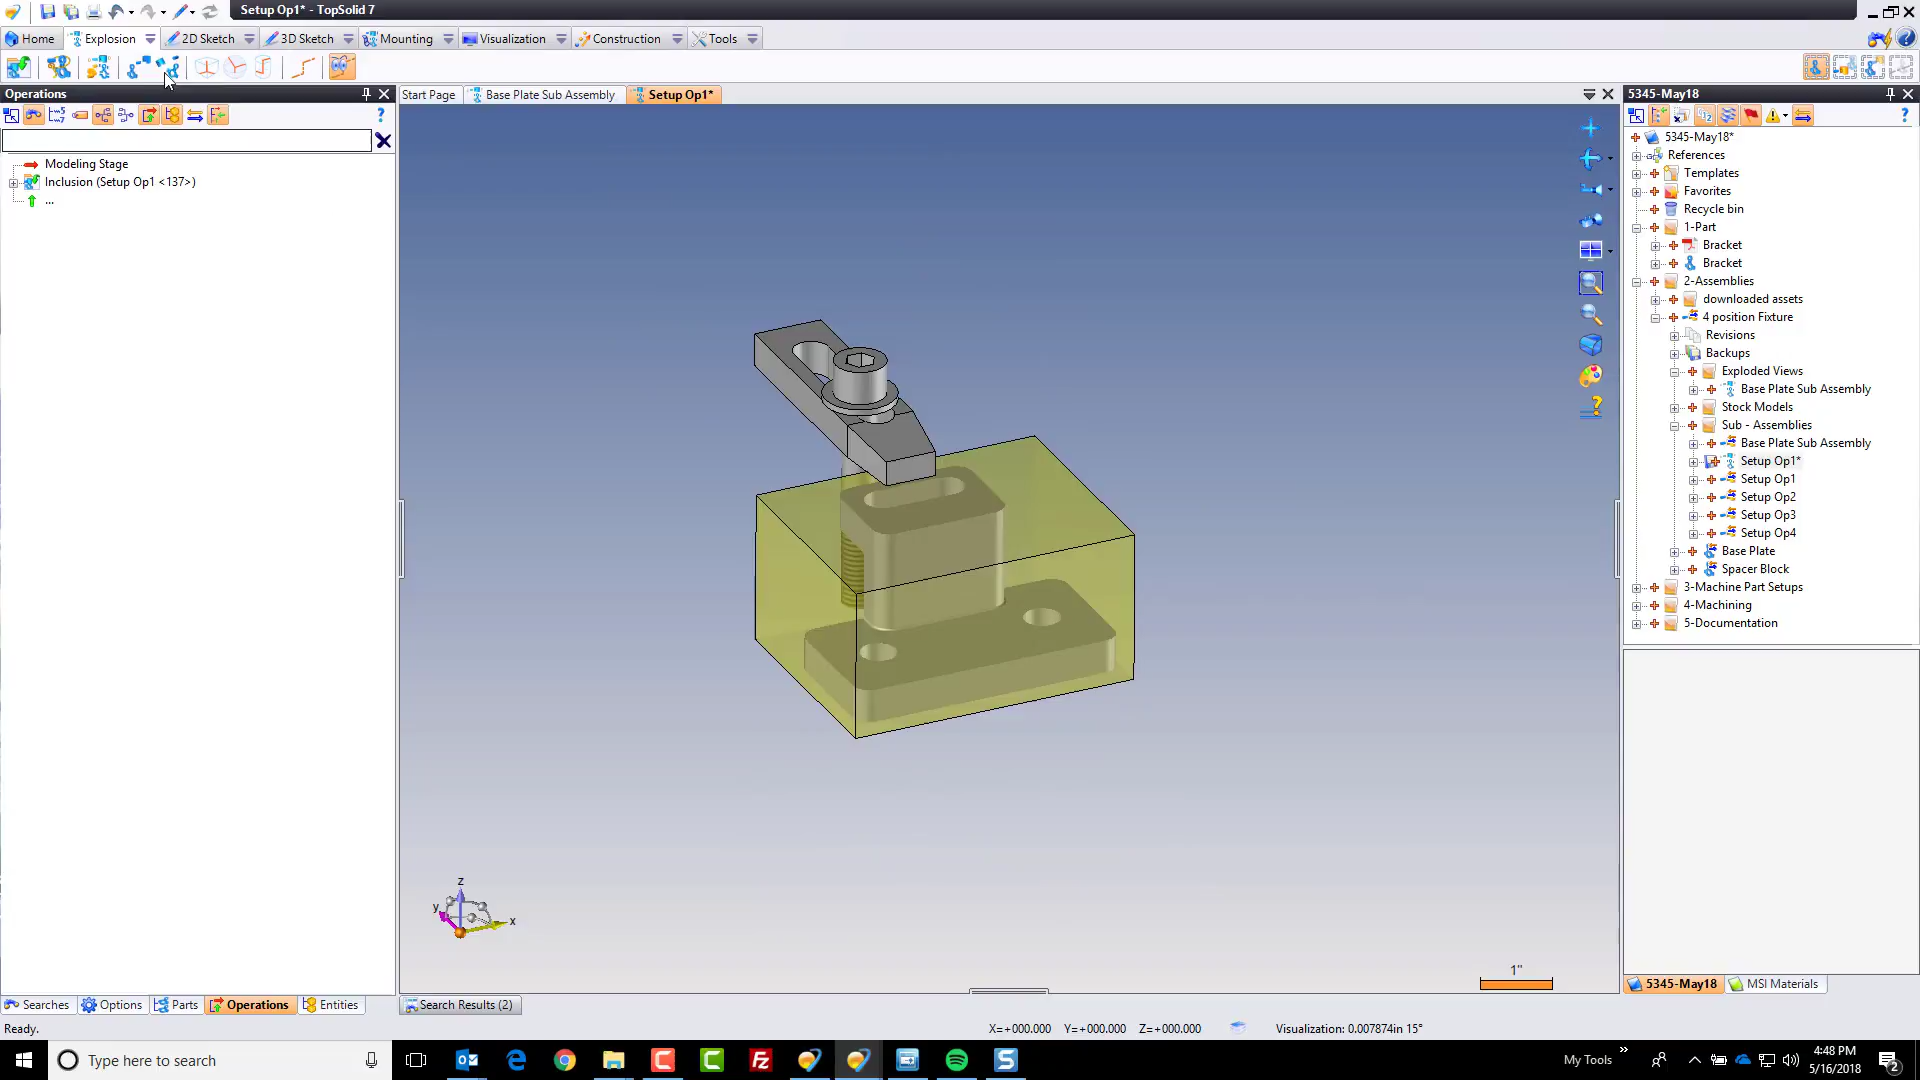 Setup Op1* - TopSolid 7
Home
Explosion
2D Sketch
3D Sketch
Mounting
Visualization
Construction
Tools
Operations
Start Page
Base Plate Sub Assembly
Setup Op1*
5345-May18
Modeling Stage
Inclusion (Setup Op1 <137>)
...
5345-May18*
References
Templates
Favorites
Recycle bin
1-Part
Bracket
Bracket
2-Assemblies
downloaded assets
4 position Fixture
Revisions
Backups
Exploded Views
Base Plate Sub Assembly
Stock Models
Sub - Assemblies
Base Plate Sub Assembly
Setup Op1*
Setup Op1
Setup Op2
Setup Op3
Setup Op4
Base Plate
Spacer Block
3-Machine Part Setups
4-Machining
5-Documentation
z
y
x
1"
5345-May18
MSI Materials
Searches
Options
Parts
Operations
Entities
Search Results (2)
Ready.
X=+000.000 Y=+000.000 Z=+000.000
Visualization: 0.007874in 15°
Type here to search
My Tools
4:48 PM
5/16/2018
2